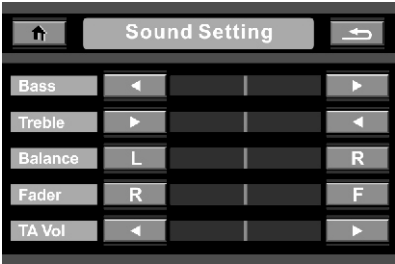 Sound Setting
Bass
Treble
Balance L R
Fader R F
TA Vol